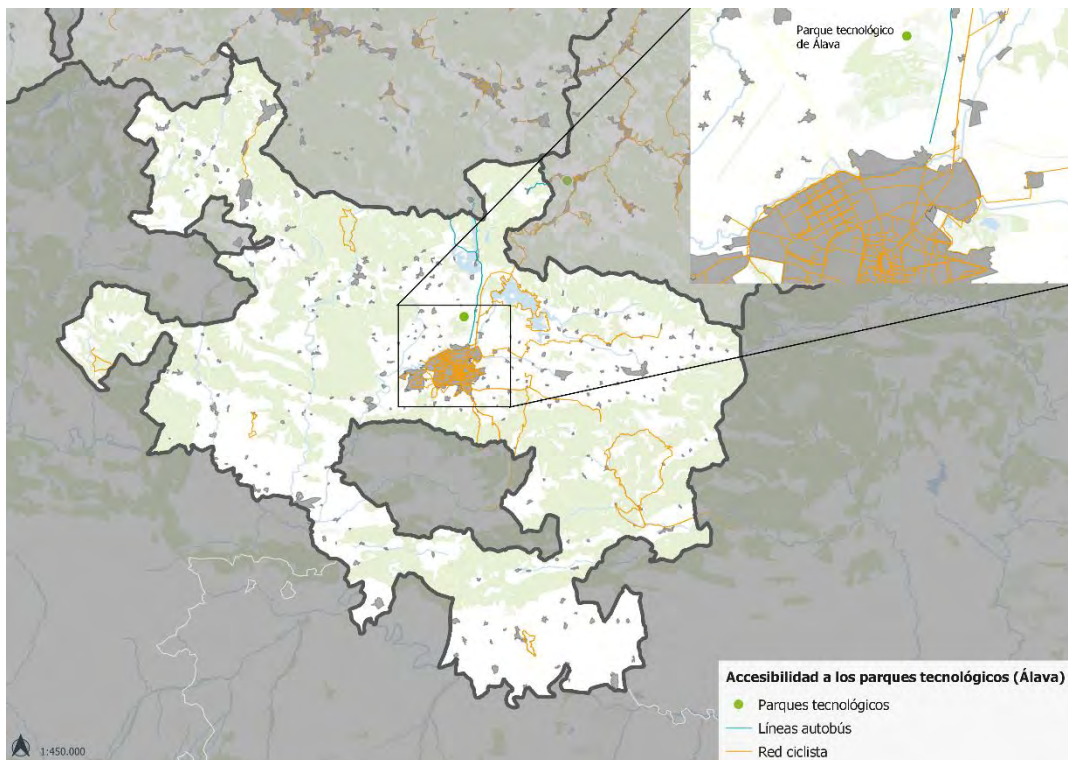 Parque tecnológico
de Álava
Accesibilidad a los parques tecnológicos (Álava)
Parques tecnológicos
Líneas autobús
Red ciclista
1:450.000